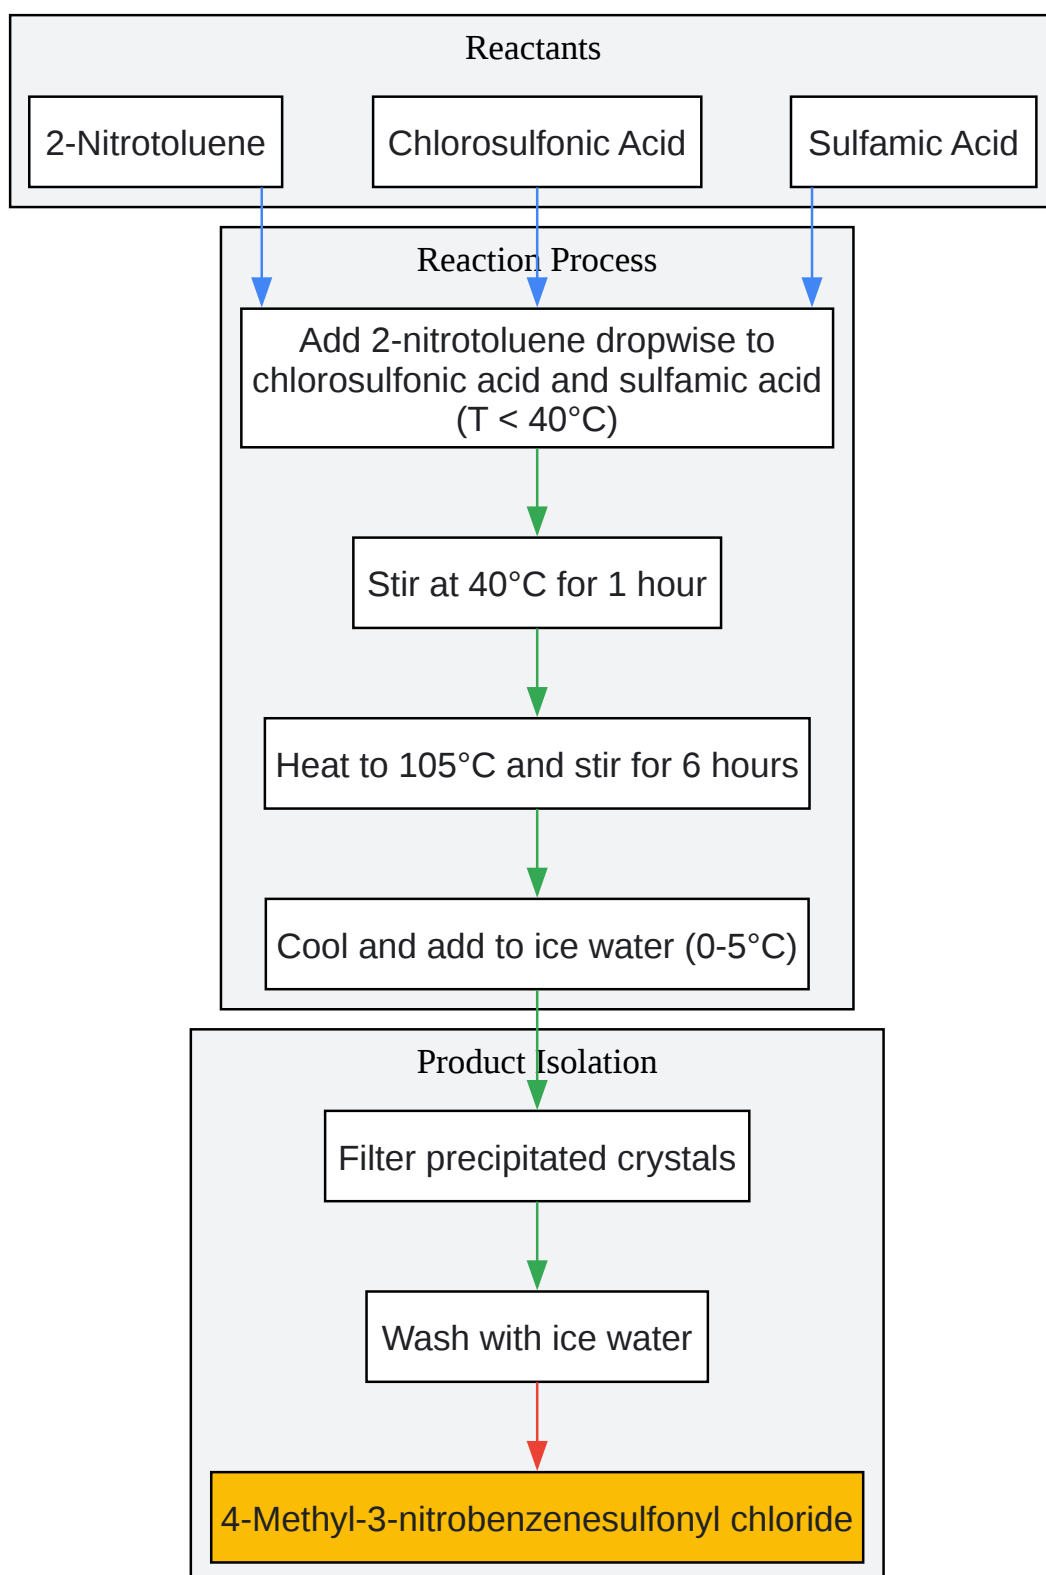 Reactants
2-Nitrotoluene
Chlorosulfonic Acid
Sulfamic Acid
Reaction Process
Add 2-nitrotoluene dropwise to
chlorosulfonic acid and sulfamic acid
(T < 40°C)
Stir at 40°C for 1 hour
Heat to 105°C and stir for 6 hours
Cool and add to ice water (0-5°C)
Product Isolation
Filter precipitated crystals
Wash with ice water
4-Methyl-3-nitrobenzenesulfonyl chloride